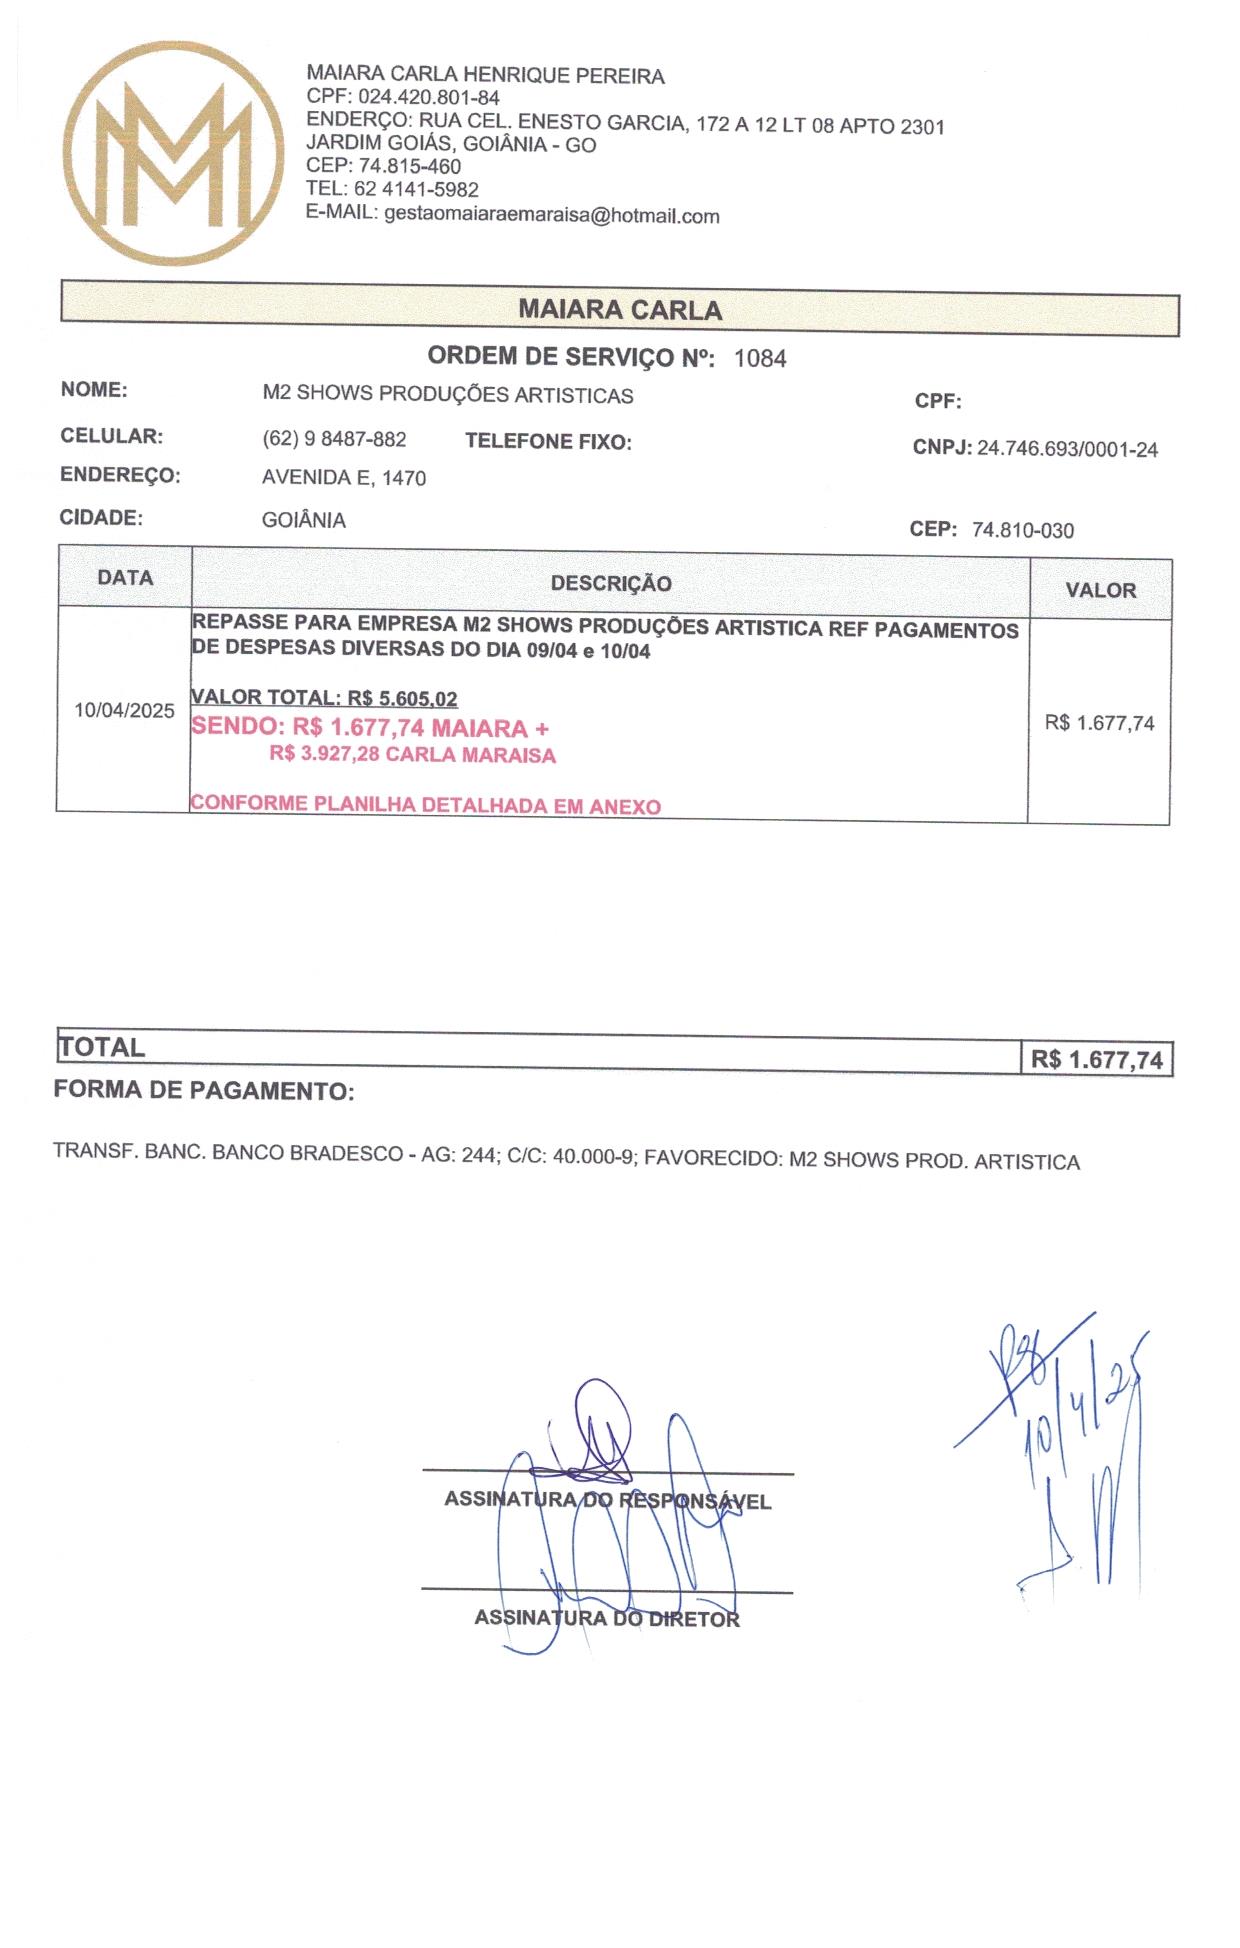 MAIARA CARLA HENRIQUE PEREIRA
CPF: 024.420.801-84
ENDERÇO: RUA CEL. ENESTO GARCIA, 172 A 12 LT 08 APTO 2301
JARDIM GOIÁS, GOIÂNIA - GO
CEP: 74.815-460
TEL: 62 4141-5982
E-MAIL: gestaomaiaraemaraisa@hotmail.com
MAIARA CARLA
ORDEM DE SERVIÇO Nº: 1084
NOME: M2 SHOWS PRODUÇÕES ARTISTICAS CPF:
CELULAR: (62) 9 8487-882 TELEFONE FIXO: CNPJ: 24.746.693/0001-24
ENDEREÇO: AVENIDA E, 1470
CIDADE: GOIÂNIA CEP: 74.810-030
DATA DESCRIÇÃO VALOR
REPASSE PARA EMPRESA M2 SHOWS PRODUÇÕES ARTISTICA REF PAGAMENTOS
DE DESPESAS DIVERSAS DO DIA 09/04 e 10/04
VALOR TOTAL: R$ 5.605,02
10/04/2025 SENDO: R$ 1.677,74 MAIARA + R$ 1.677,74
R$ 3.927,28 CARLA MARAISA
CONFORME PLANILHA DETALHADA EM ANEXO
TOTAL R$ 1.677,74
FORMA DE PAGAMENTO:
TRANSF. BANC. BANCO BRADESCO - AG: 244; C/C: 40.000-9; FAVORECIDO: M2 SHOWS PROD. ARTISTICA
10/4/25
ASSINATURA DO RESPONSÁVEL
ASSINATURA DO DIRETOR